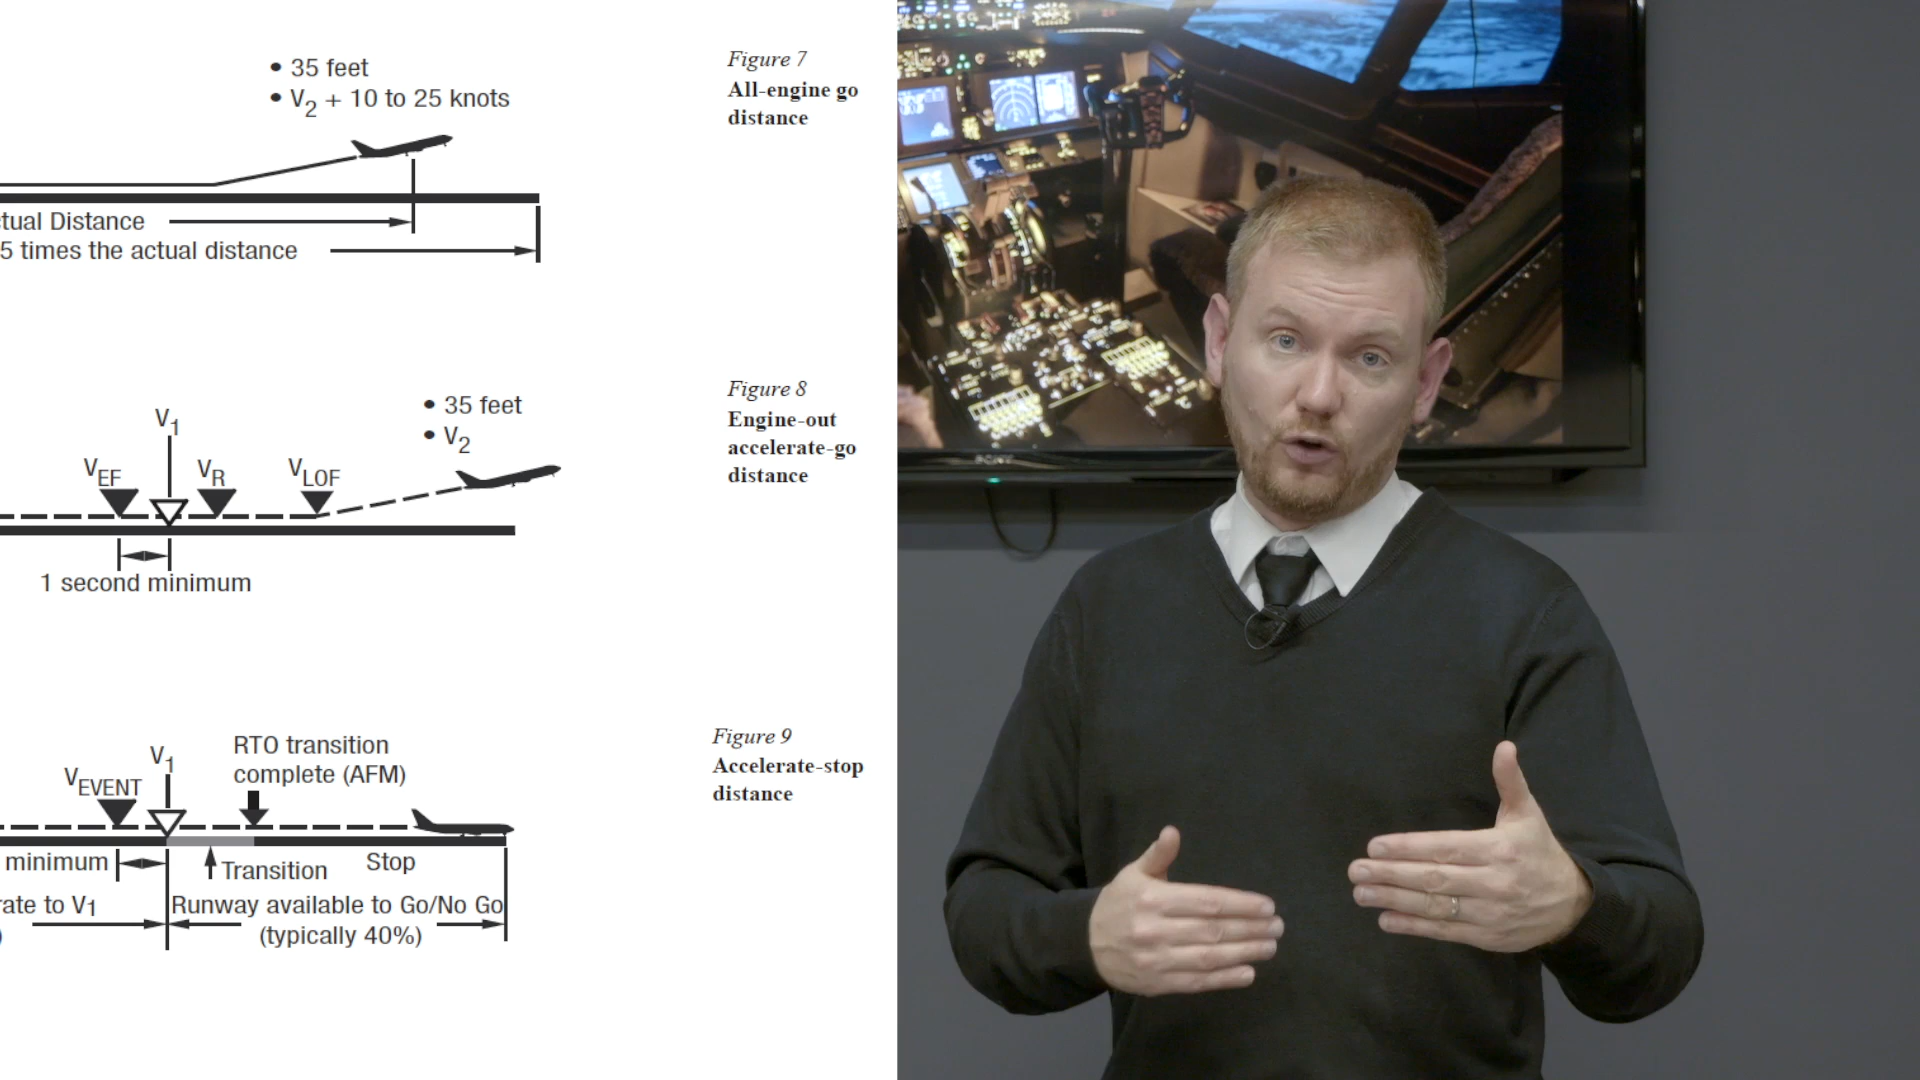 • 35 feet
• V2 + 10 to 25 knots
Figure 7
All-engine go
distance
tual Distance
5 times the actual distance
Figure 8
Engine-out
accelerate-go
distance
• 35 feet
• V2
V1
VEF
VR
VLOF
1 second minimum
Figure 9
Accelerate-stop
distance
RTO transition
complete (AFM)
V1
VEVENT
minimum
Transition
Stop
ate to V1
Runway available to Go/No Go
(typically 40%)
)
SONY